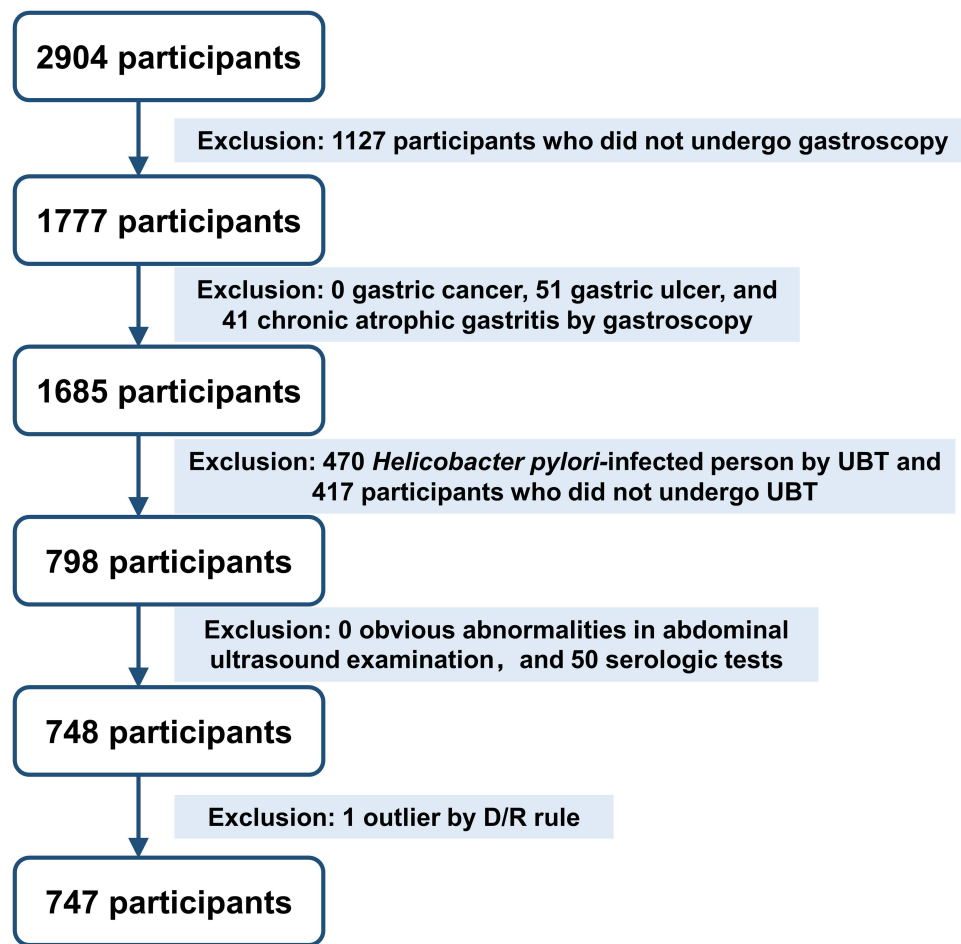 2904 participants
Exclusion: 1127 participants who did not undergo gastroscopy
1777 participants
Exclusion: 0 gastric cancer, 51 gastric ulcer, and
41 chronic atrophic gastritis by gastroscopy
1685 participants
Exclusion: 470 Helicobacter pylori-infected person by UBT and
417 participants who did not undergo UBT
798 participants
Exclusion: 0 obvious abnormalities in abdominal
ultrasound examination，and 50 serologic tests
748 participants
Exclusion: 1 outlier by D/R rule
747 participants